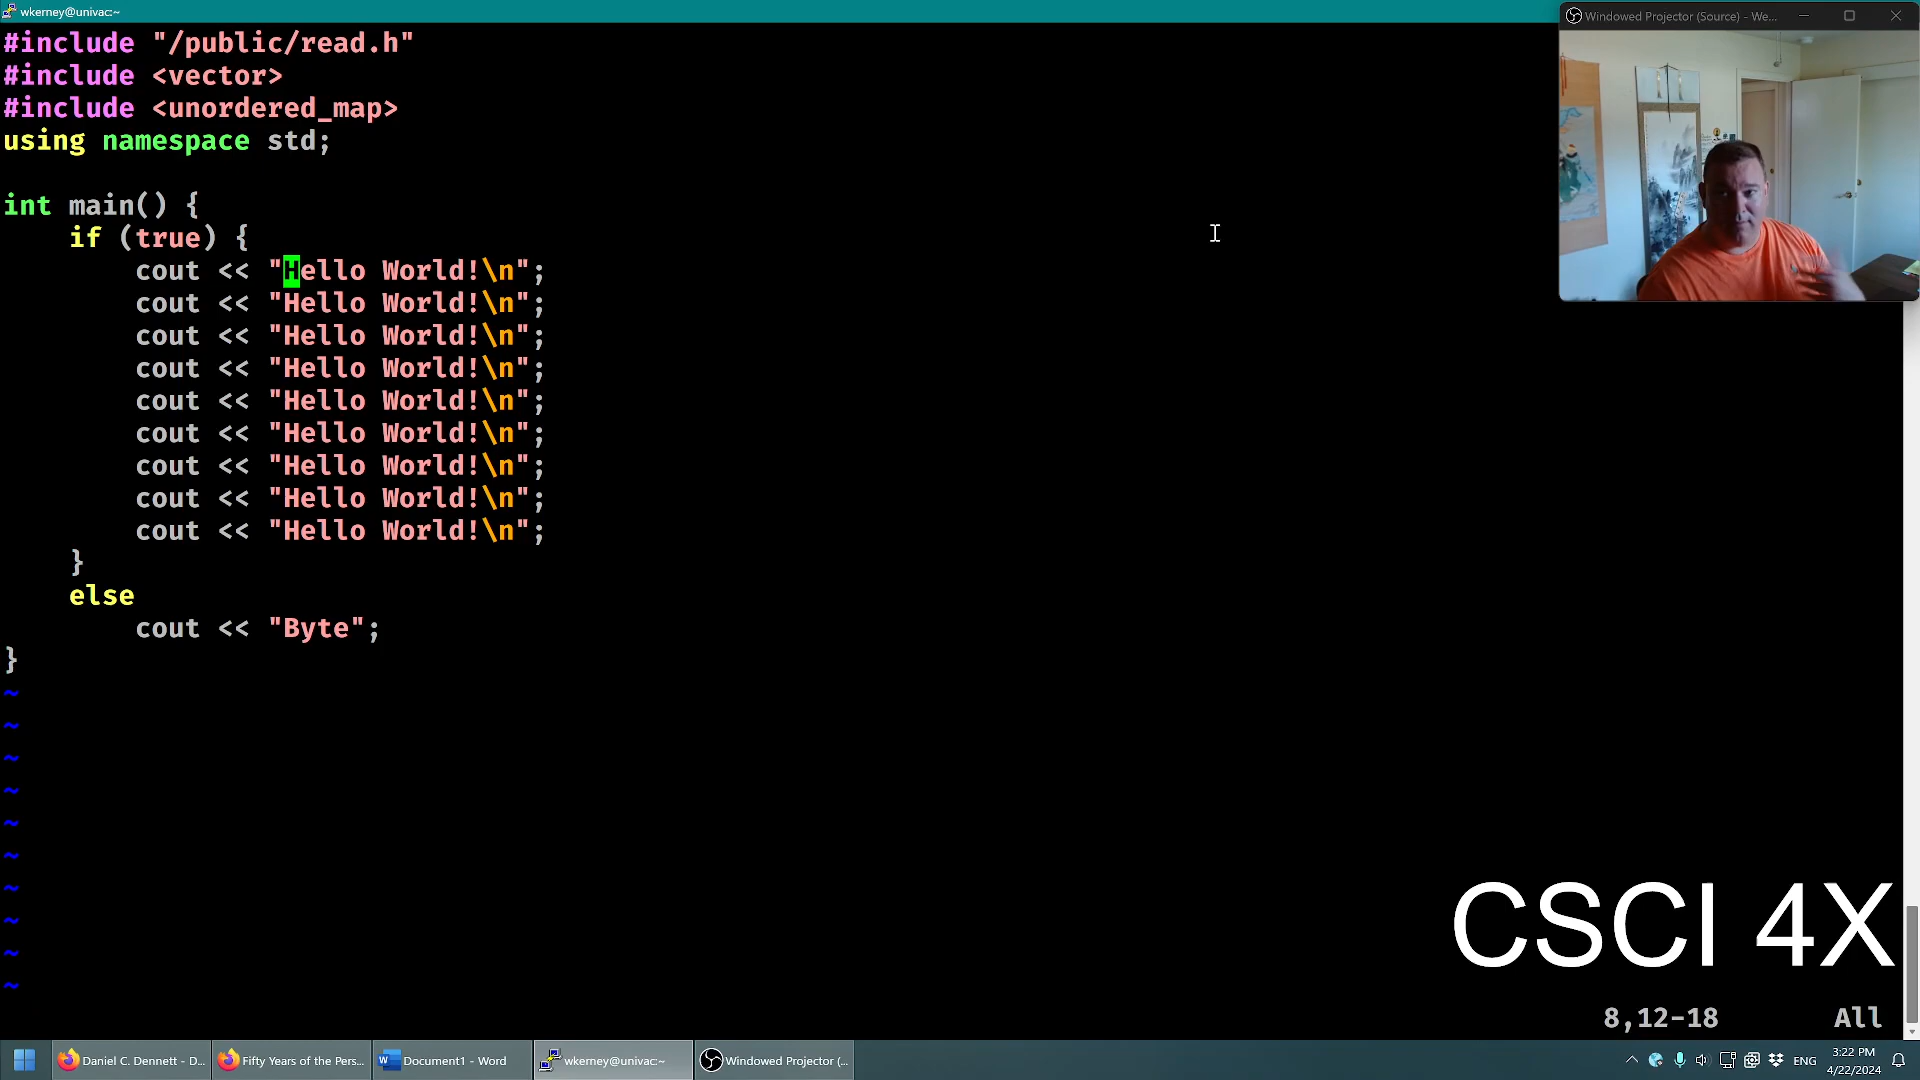 wkerney@univac:~
Windowed Projector (Source) - We...
#include "/public/read.h"
#include <vector>
#include <unordered_map>
using namespace std;
int main() {
if (true) {
cout << "Hello World!\n";
cout << "Hello World!\n";
cout << "Hello World!\n";
cout << "Hello World!\n";
cout << "Hello World!\n";
cout << "Hello World!\n";
cout << "Hello World!\n";
cout << "Hello World!\n";
cout << "Hello World!\n";
}
else
cout << "Byte";
}
~
~
~
~
~
~
~
~
~
~
CSCI 4X
8,12-18 All
Daniel C. Dennett - D...
Fifty Years of the Pers...
Document1 - Word
wkerney@univac:~
Windowed Projector (...
ENG
3:22 PM
4/22/2024